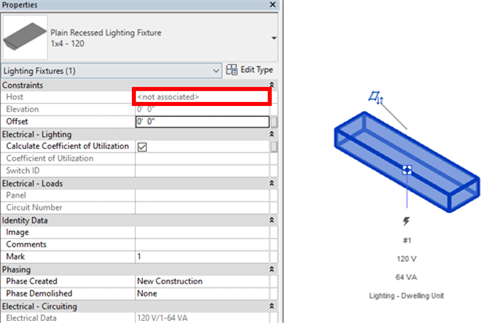 Properties
Plain Recessed Lighting Fixture
1x4 - 120
Lighting Fixtures (1)
Edit Type
Constraints
Host <not associated>
Elevation 0' 0"
Offset 0' 0"
Electrical - Lighting
Calculate Coefficient of Utilization
Coefficient of Utilization
Switch ID
Electrical - Loads
Panel
Circuit Number
Identity Data
Image
Comments
Mark 1
Phasing
Phase Created New Construction
Phase Demolished None
Electrical - Circuiting
Electrical Data 120 V/1-64 VA
#1
120 V
64 VA
Lighting - Dwelling Unit